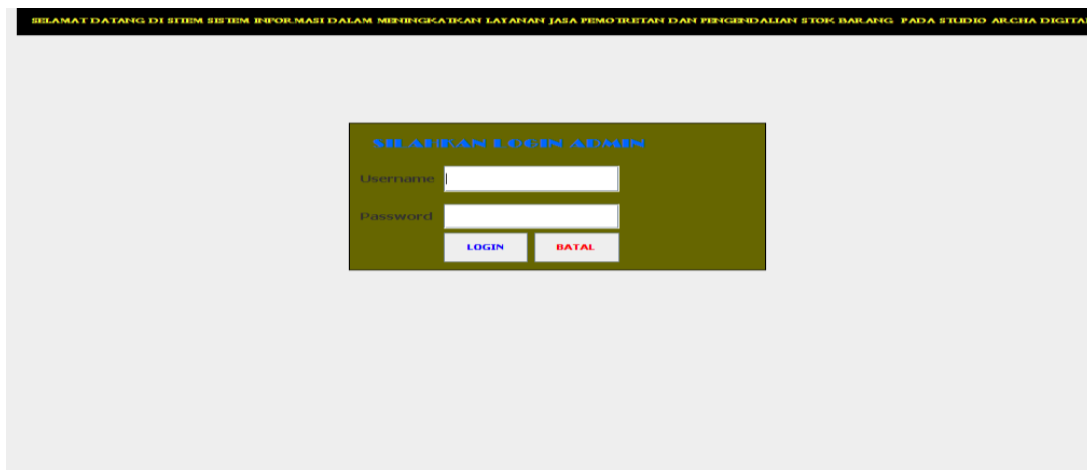 SELAMAT DATANG DI SITEM SISTEM INFORMASI DALAM MENINGKATKAN LAYANAN JASA PEMOTRETAN DAN PENGENDALIAN STOK BARANG PADA STUDIO ARCHA DIGITAL
SILAHKAN LOGIN ADMIN
Username
Password
LOGIN BATAL